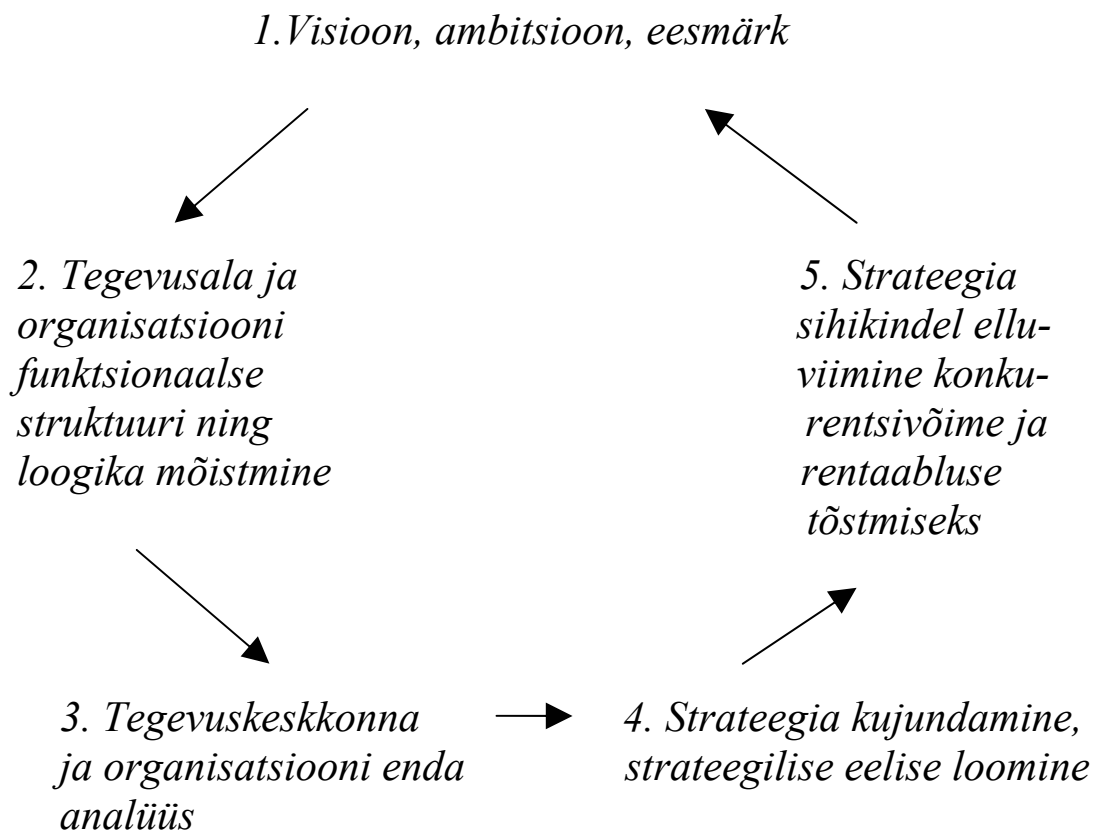 1.Visioon, ambitsioon, eesmärk
2. Tegevusala ja
organisatsiooni
funktsionaalse
struktuuri ning
loogika mõistmine
3. Tegevuskeskkonna
ja organisatsiooni enda
analüüs
4. Strateegia kujundamine,
strateegilise eelise loomine
5. Strateegia
sihikindel ellu-
viimine konku-
rentsivõime ja
rentaabluse
tõstmiseks